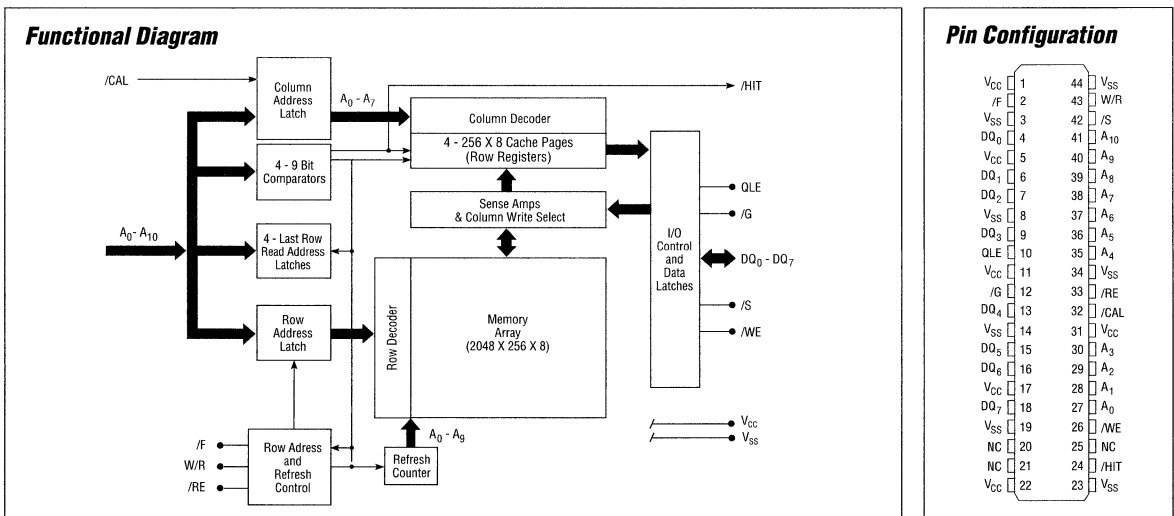 Functional Diagram
/CAL
Column
Address
Latch
A0 - A7
/HIT
Column Decoder
4 - 256 X 8 Cache Pages
(Row Registers)
4 - 9 Bit
Comparators
Sense Amps
& Column Write Select
A0- A10
4 - Last Row
Read Address
Latches
Row
Address
Latch
Row Decoder
Memory
Array
(2048 X 256 X 8)
I/O
Control
and
Data
Latches
QLE
/G
DQ0 - DQ7
/S
/WE
VCC
VSS
A0 - A9
/F
W/R
/RE
Row Adress
and
Refresh
Control
Refresh
Counter
Pin Configuration
VCC 1 44 VSS
/F 2 43 W/R
VSS 3 42 /S
DQ0 4 41 A10
VCC 5 40 A9
DQ1 6 39 A8
DQ2 7 38 A7
VSS 8 37 A6
DQ3 9 36 A5
QLE 10 35 A4
VCC 11 34 VSS
/G 12 33 /RE
DQ4 13 32 /CAL
VSS 14 31 VCC
DQ5 15 30 A3
DQ6 16 29 A2
VCC 17 28 A1
DQ7 18 27 A0
VSS 19 26 /WE
NC 20 25 NC
NC 21 24 /HIT
VCC 22 23 VSS